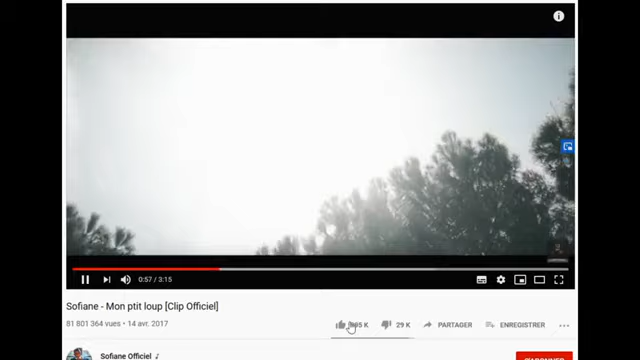 0:57 / 3:15
Sofiane - Mon ptit loup [Clip Officiel]
81 801 364 vues • 14 avr. 2017
29 K PARTAGER ENREGISTRER
Sofiane Officiel
S'ABONNER